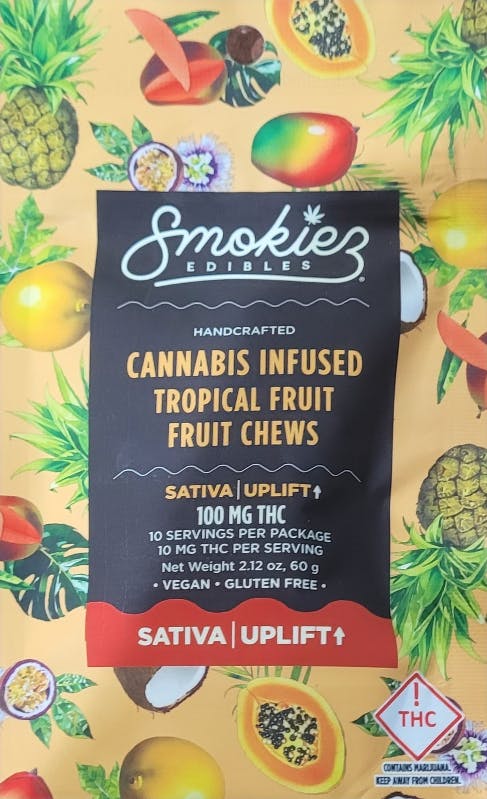 Smokiez
EDIBLES ®
HANDCRAFTED
CANNABIS INFUSED
TROPICAL FRUIT
FRUIT CHEWS
SATIVA | UPLIFT↑
100 MG THC
10 SERVINGS PER PACKAGE
10 MG THC PER SERVING
Net Weight 2.12 oz, 60 g
• VEGAN • GLUTEN FREE •
SATIVA | UPLIFT↑
!
THC
CONTAINS MARIJUANA.
KEEP AWAY FROM CHILDREN.